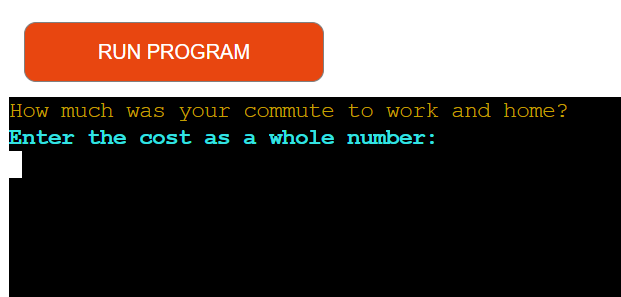 RUN PROGRAM
How much was your commute to work and home?
Enter the cost as a whole number: